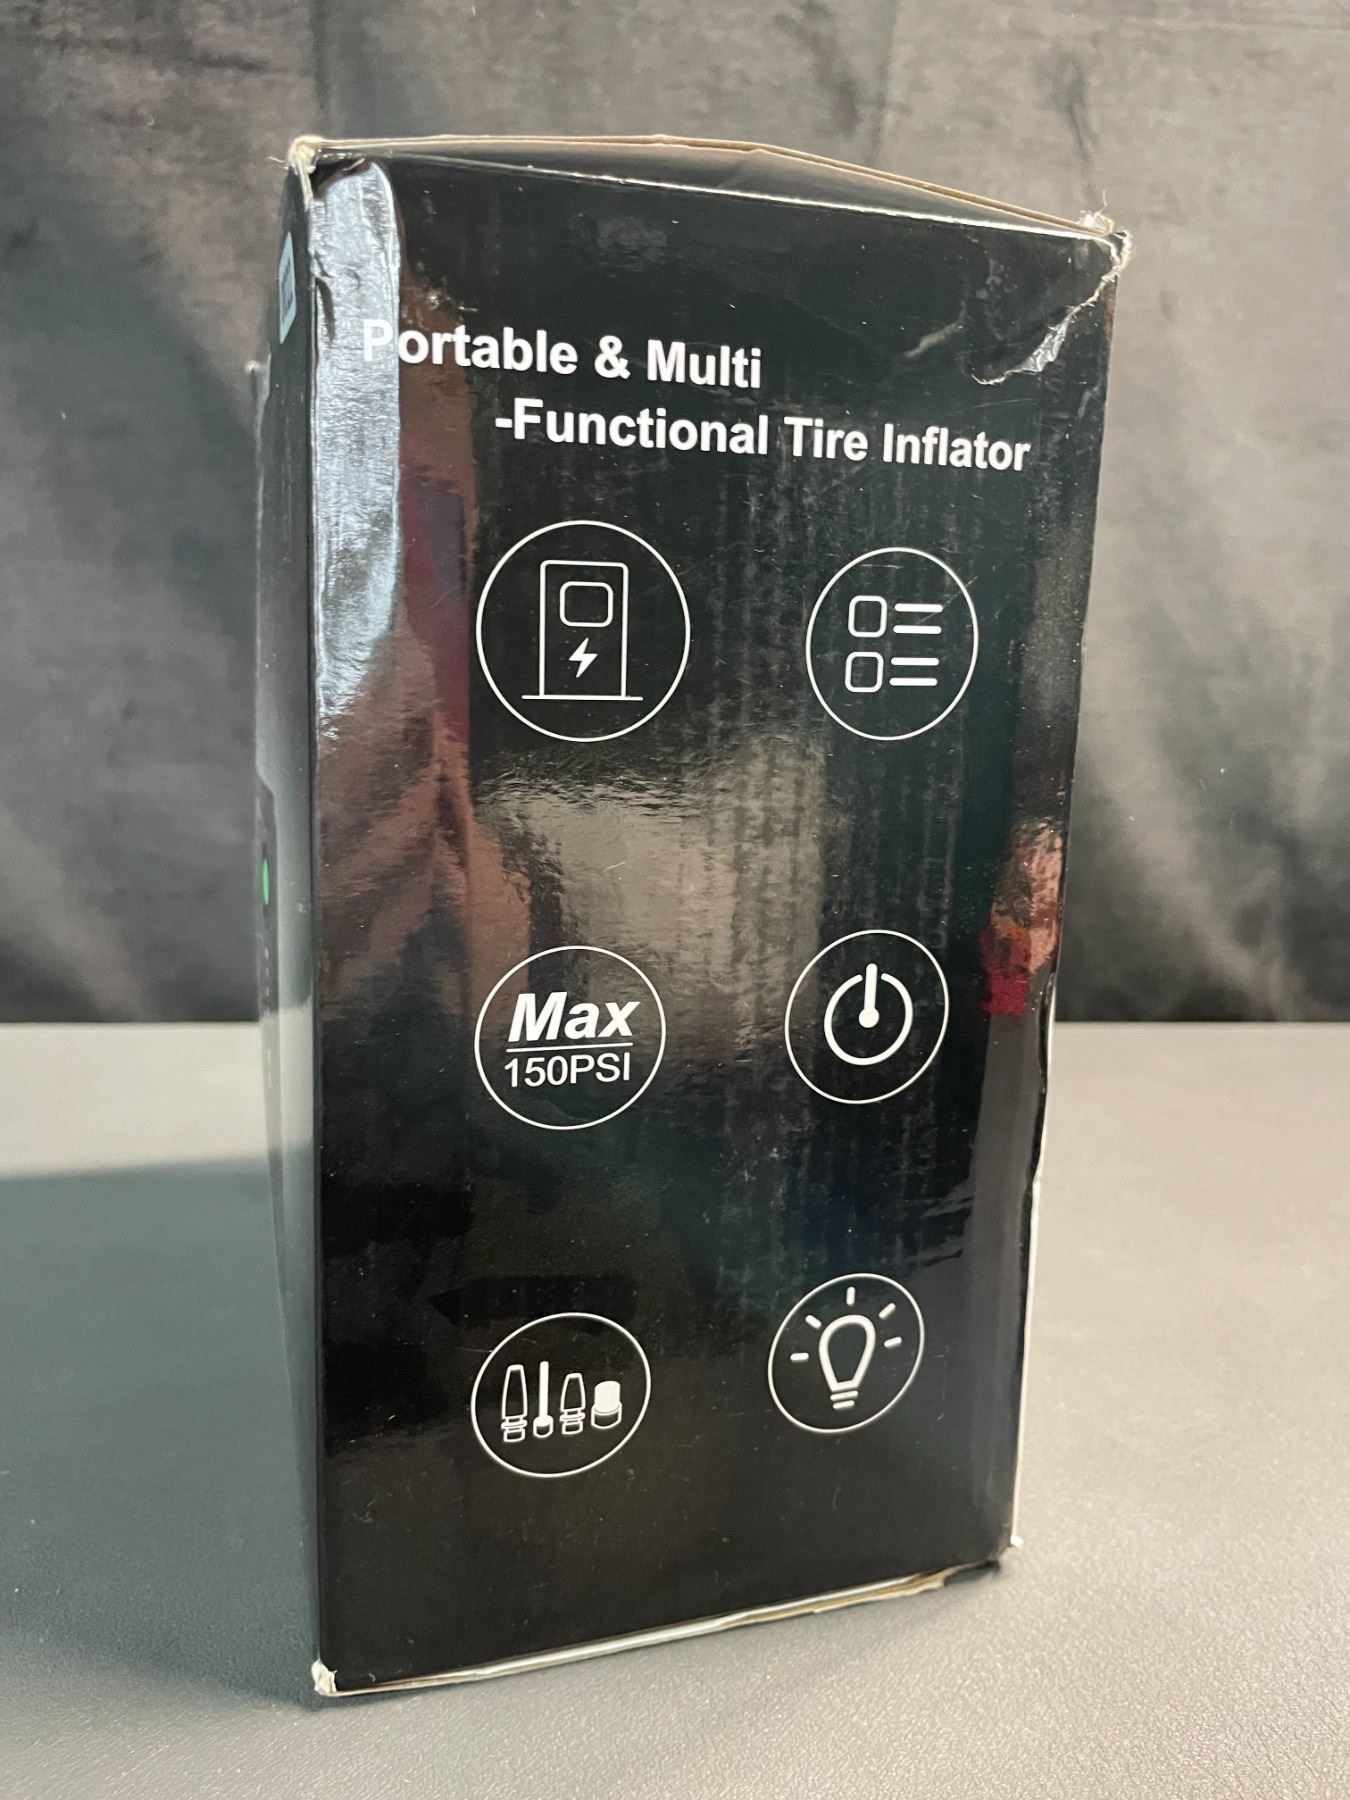 Portable & Multi
-Functional Tire Inflator
Max
150PSI